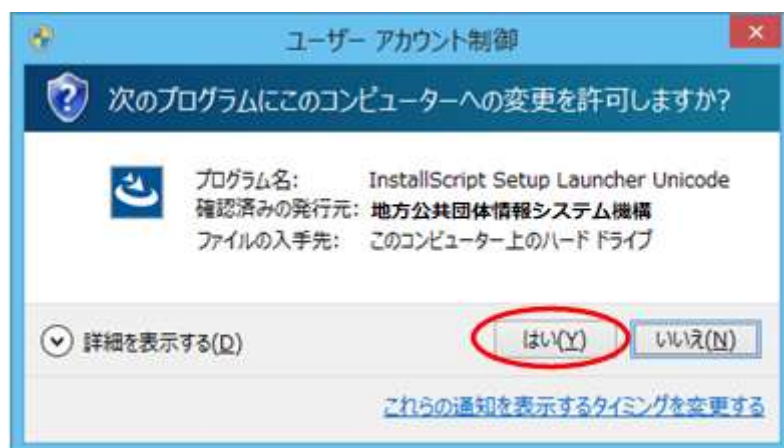 ユーザー アカウント制御
次のプログラムにこのコンピューターへの変更を許可しますか?
プログラム名: InstallScript Setup Launcher Unicode
確認済みの発行元: 地方公共団体情報システム機構
ファイルの入手先: このコンピューター上のハード ドライブ
詳細を表示する(D) はい(Y) いいえ(N)
これらの通知を表示するタイミングを変更する